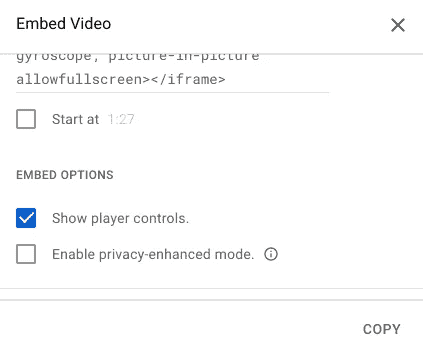 Embed Video
gyroscope; picture-in-picture
allowfullscreen></iframe>
Start at 1:27
EMBED OPTIONS
Show player controls.
Enable privacy-enhanced mode.
COPY